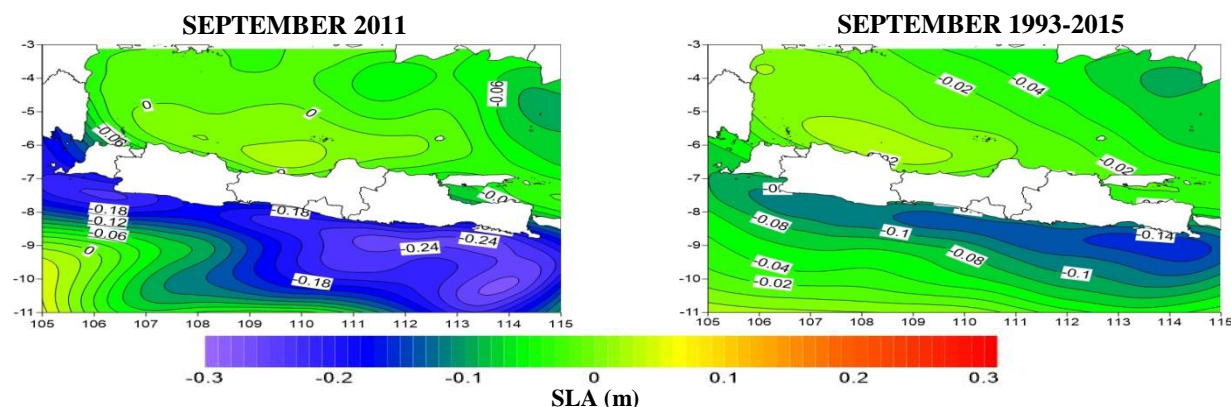 SEPTEMBER 2011 SEPTEMBER 1993-2015
-3 -3
-4 -0.06 -4 -0.02 -0.04
-5 0 0 -5
-6 -0.06 -6 -0.02
-7 -7
-8 -0.18 -0.18 -8 -0.08 -0.1 -0.14
-0.12
-9 -0.06 -0.24 -0.24 -9 -0.08
0
-10 -0.18 -10 -0.04 -0.1
-0.02
-11 -11
105 106 107 108 109 110 111 112 113 114 115 105 106 107 108 109 110 111 112 113 114 115
-0.3 -0.2 -0.1 0 0.1 0.2 0.3
SLA (m)